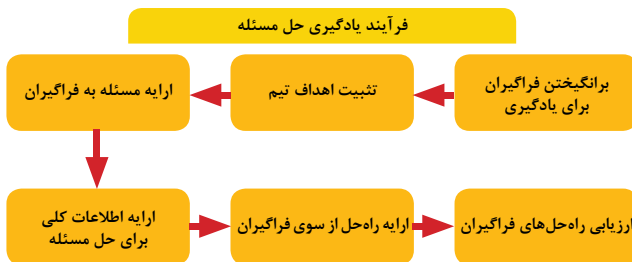 فرآیند یادگیری حل مسئله
برانگیختن فراگیران
برای یادگیری
تثبیت اهداف تیم
ارایه مسئله به فراگیران
ارایه اطلاعات کلی
برای حل مسئله
ارایه راه‌حل از سوی فراگیران
ارزیابی راه‌حل‌های فراگیران